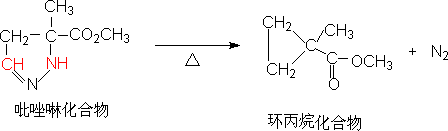 CH₃
CH₂
C
CO₂CH₃
CH
NH
N
吡唑啉化合物
△
CH₂
CH₃
C
CH₂
C
OCH₃
O
+ N₂
环丙烷化合物